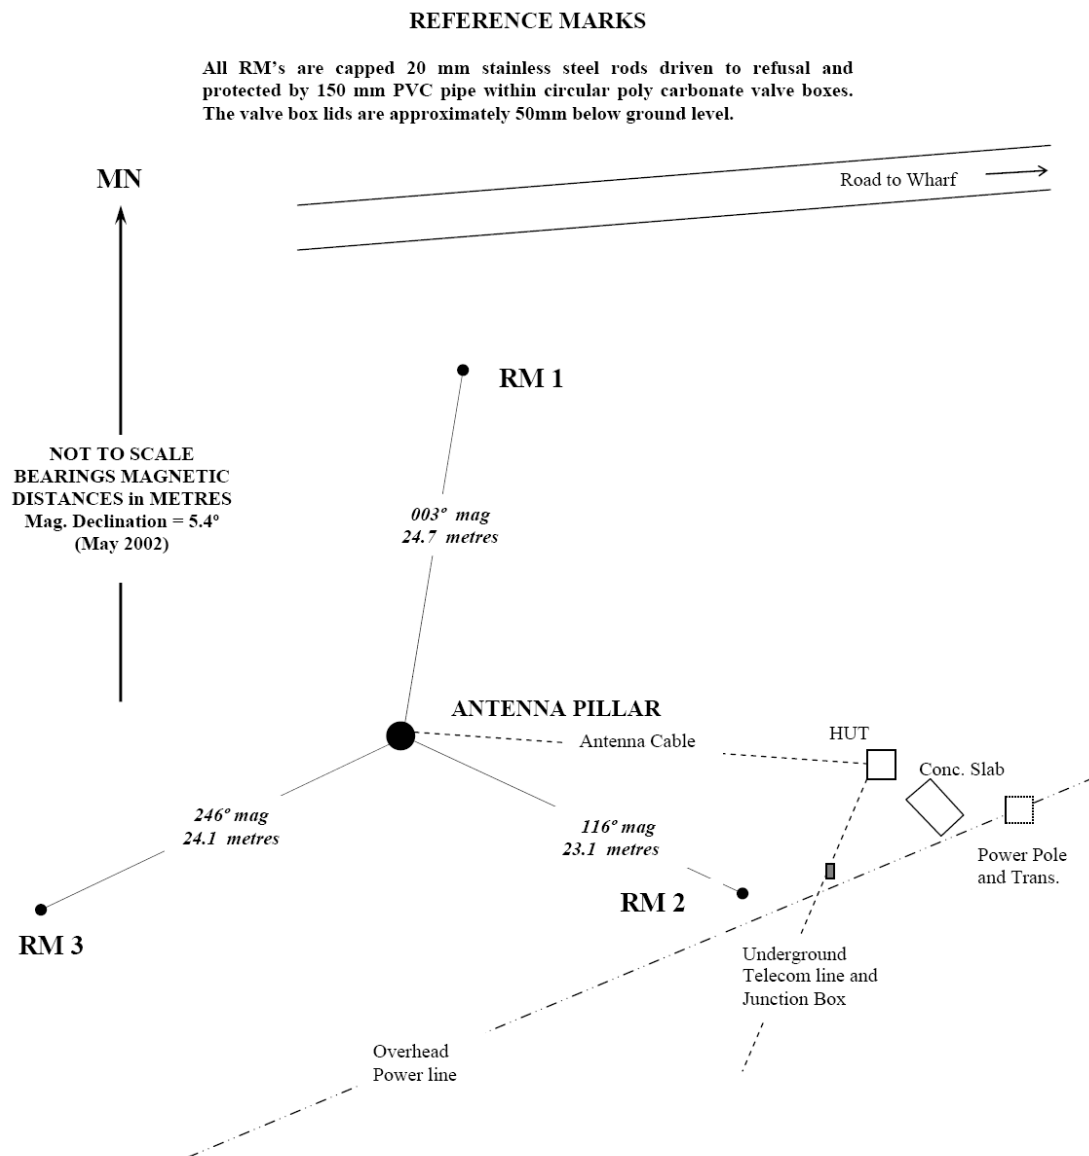 REFERENCE MARKS
All RM's are capped 20 mm stainless steel rods driven to refusal and
protected by 150 mm PVC pipe within circular poly carbonate valve boxes.
The valve box lids are approximately 50mm below ground level.
MN
Road to Wharf
RM 1
NOT TO SCALE
BEARINGS MAGNETIC
DISTANCES in METRES
Mag. Declination = 5.4º
(May 2002)
003º mag
24.7 metres
ANTENNA PILLAR
Antenna Cable
HUT
Conc. Slab
246º mag
24.1 metres
116º mag
23.1 metres
Power Pole
and Trans.
RM 2
RM 3
Underground
Telecom line and
Junction Box
Overhead
Power line